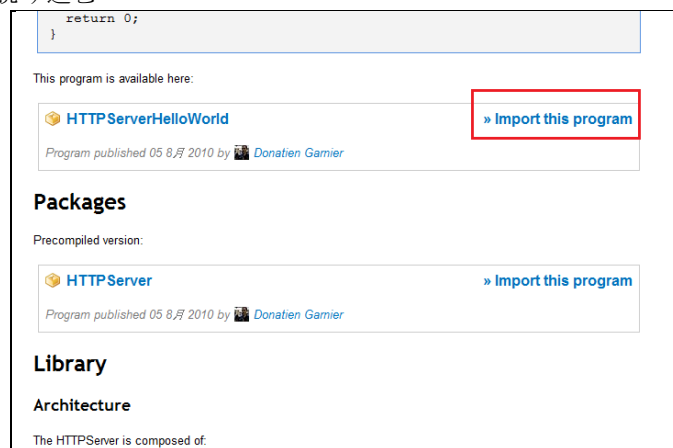 return 0;
}
This program is available here:
HTTPServerHelloWorld
» Import this program
Program published 05 8月 2010 by Donatien Garnier
Packages
Precompiled version:
HTTPServer
» Import this program
Program published 05 8月 2010 by Donatien Garnier
Library
Architecture
The HTTPServer is composed of: